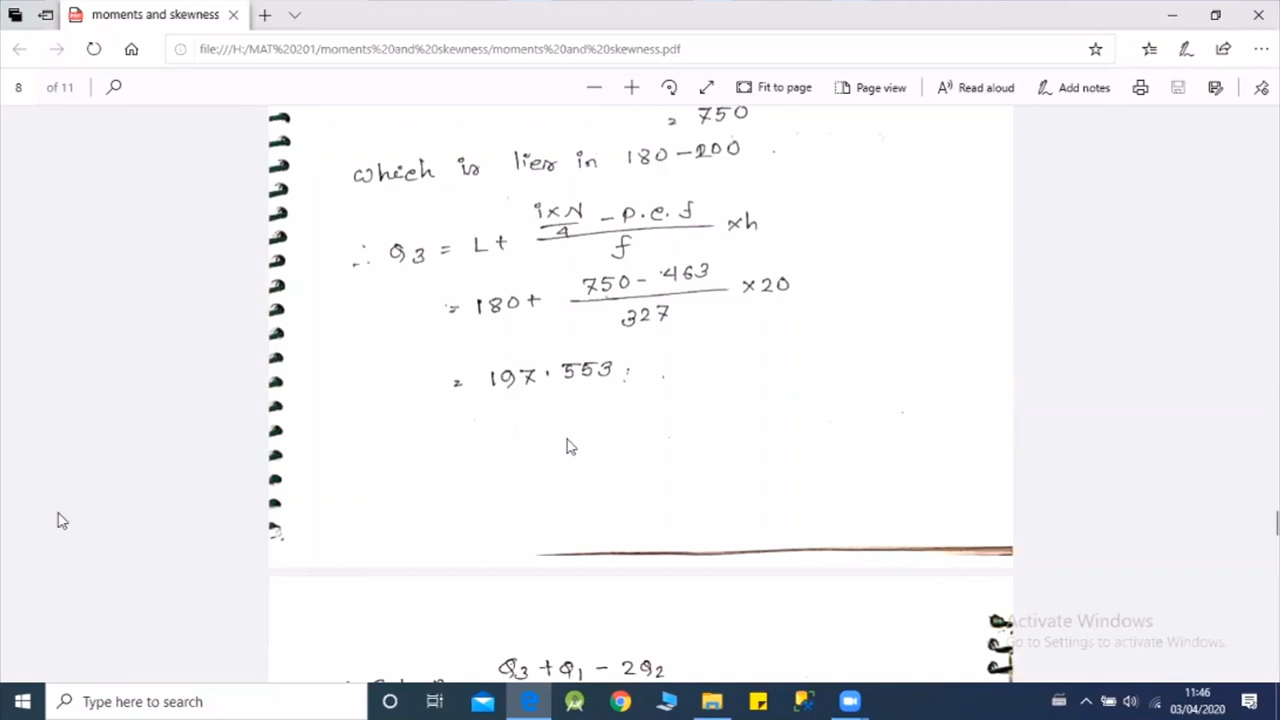 moments and skewness
file:///H:/MAT%20201/moments%20and%20skewness/moments%20and%20skewness.pdf
8 of 11
Fit to page
Page view
Read aloud
Add notes
= 750
which is lies in 180-200
∴ Q3 = L + (i×N/4 - p.c.f)/f ×h
= 180 + (750 - 463)/327 ×20
= 197.553
Q3 + Q1 - 2Q2
Activate Windows
Go to Settings to activate Windows.
Type here to search
11:46
03/04/2020